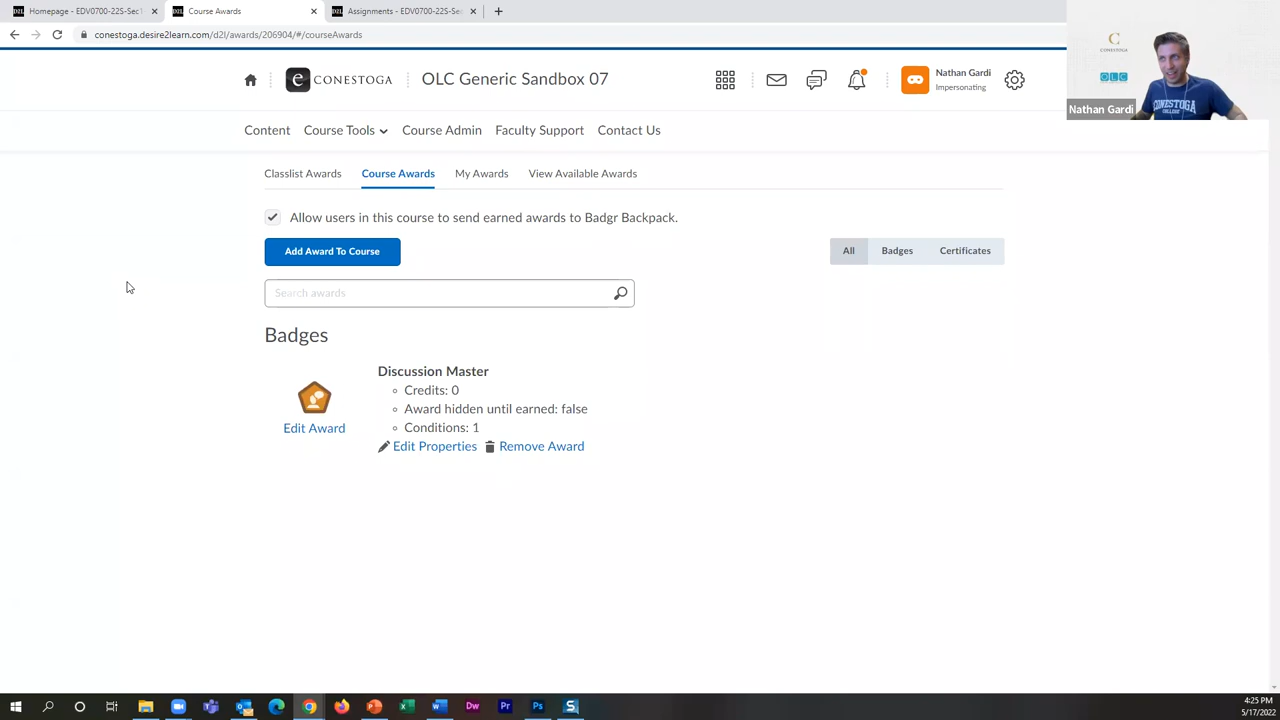 Homepage - EDV0700-22S-Sec1
Course Awards
Assignments - EDV0700-22S-Sec
conestoga.desire2learn.com/d2l/awards/206904/#/courseAwards
CONESTOGA
OLC Generic Sandbox 07
Nathan Gardi
Impersonating
C
CONESTOGA
OLC
CONESTOGA
COLLEGE
Nathan Gardi
Content
Course Tools
Course Admin
Faculty Support
Contact Us
Classlist Awards
Course Awards
My Awards
View Available Awards
Allow users in this course to send earned awards to Badgr Backpack.
Add Award To Course
All
Badges
Certificates
Search awards
Badges
Discussion Master
Credits: 0
Award hidden until earned: false
Conditions: 1
Edit Award
Edit Properties
Remove Award
4:25 PM
5/17/2022